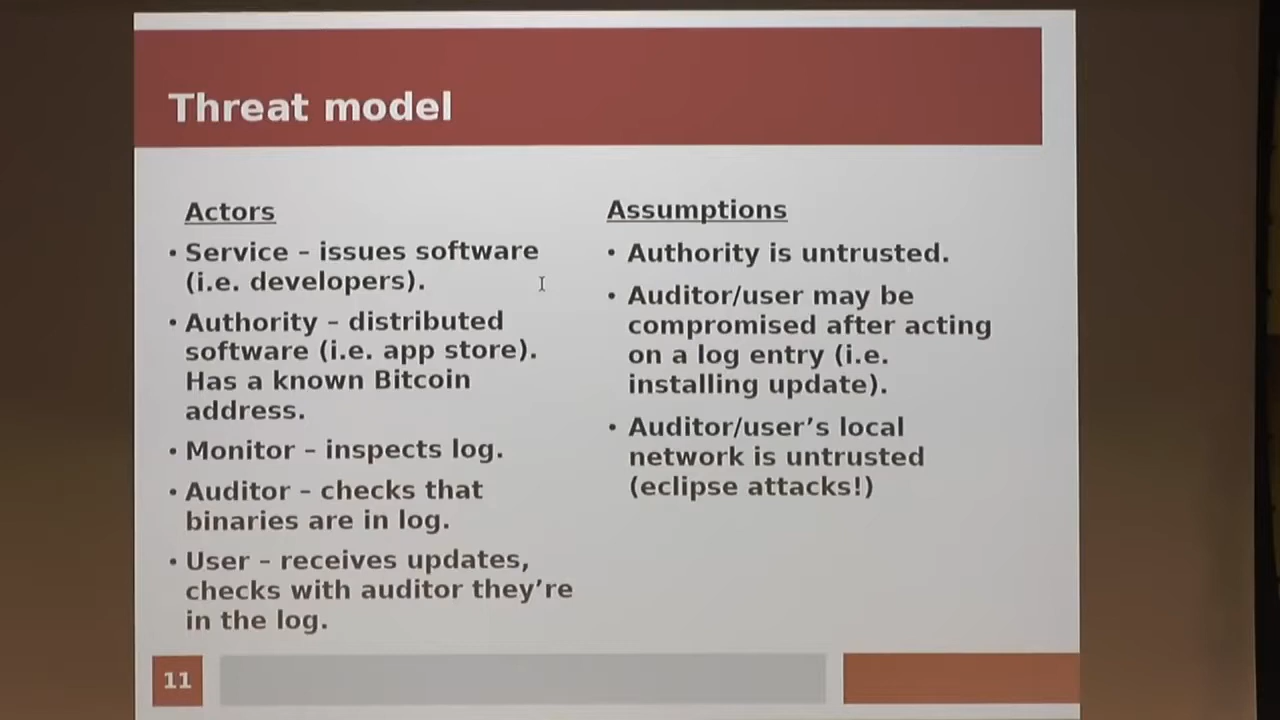 Threat model
Actors
• Service – issues software
(i.e. developers).
• Authority – distributed
software (i.e. app store).
Has a known Bitcoin
address.
• Monitor – inspects log.
• Auditor – checks that
binaries are in log.
• User – receives updates,
checks with auditor they’re
in the log.
Assumptions
• Authority is untrusted.
• Auditor/user may be
compromised after acting
on a log entry (i.e.
installing update).
• Auditor/user’s local
network is untrusted
(eclipse attacks!)
11